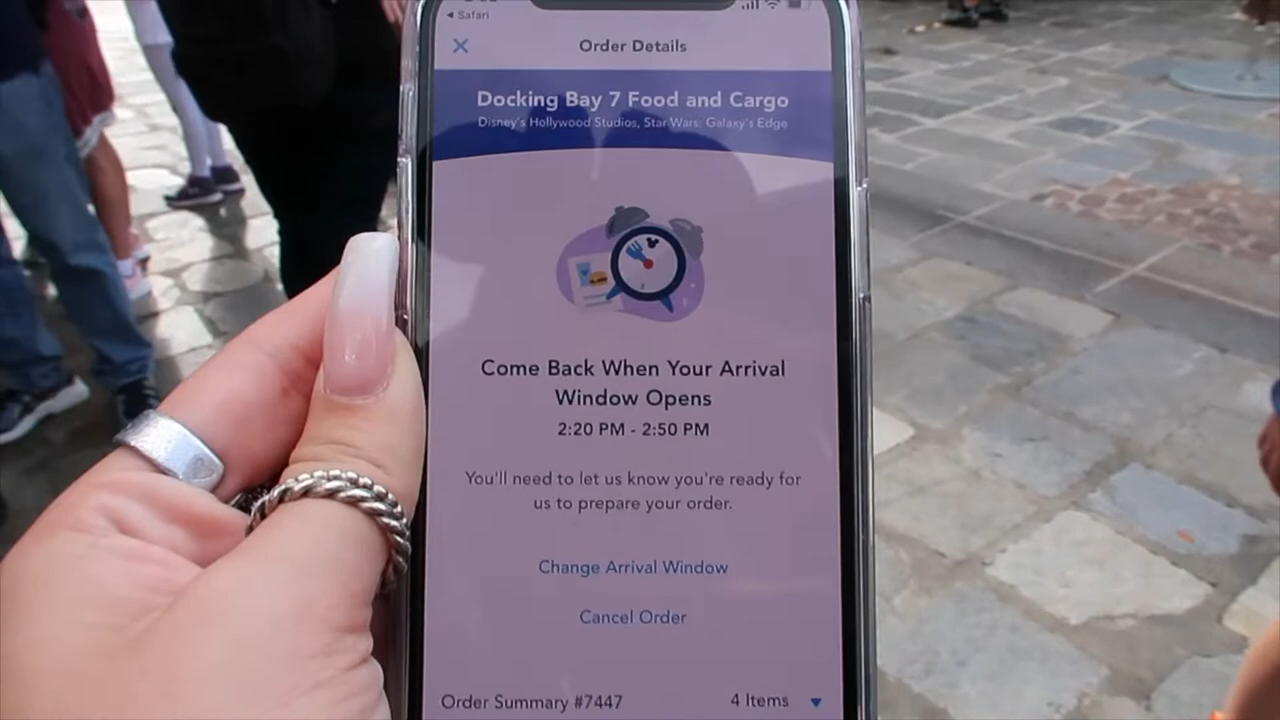 ◀ Safari
Order Details
Docking Bay 7 Food and Cargo
Disney's Hollywood Studios, Star Wars: Galaxy's Edge
Come Back When Your Arrival
Window Opens
2:20 PM - 2:50 PM
You'll need to let us know you're ready for
us to prepare your order.
Change Arrival Window
Cancel Order
Order Summary #7447 4 Items